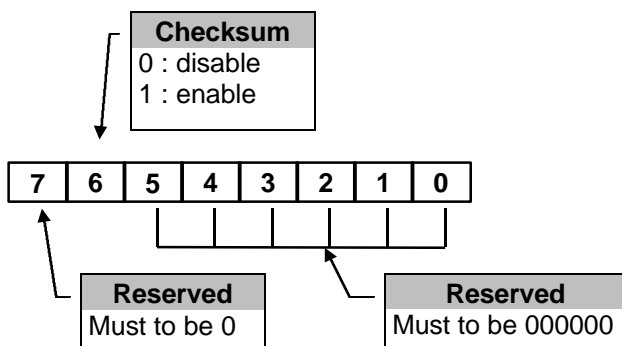 Checksum
0 : disable
1 : enable
7 6 5 4 3 2 1 0
Reserved
Must to be 0
Reserved
Must to be 000000